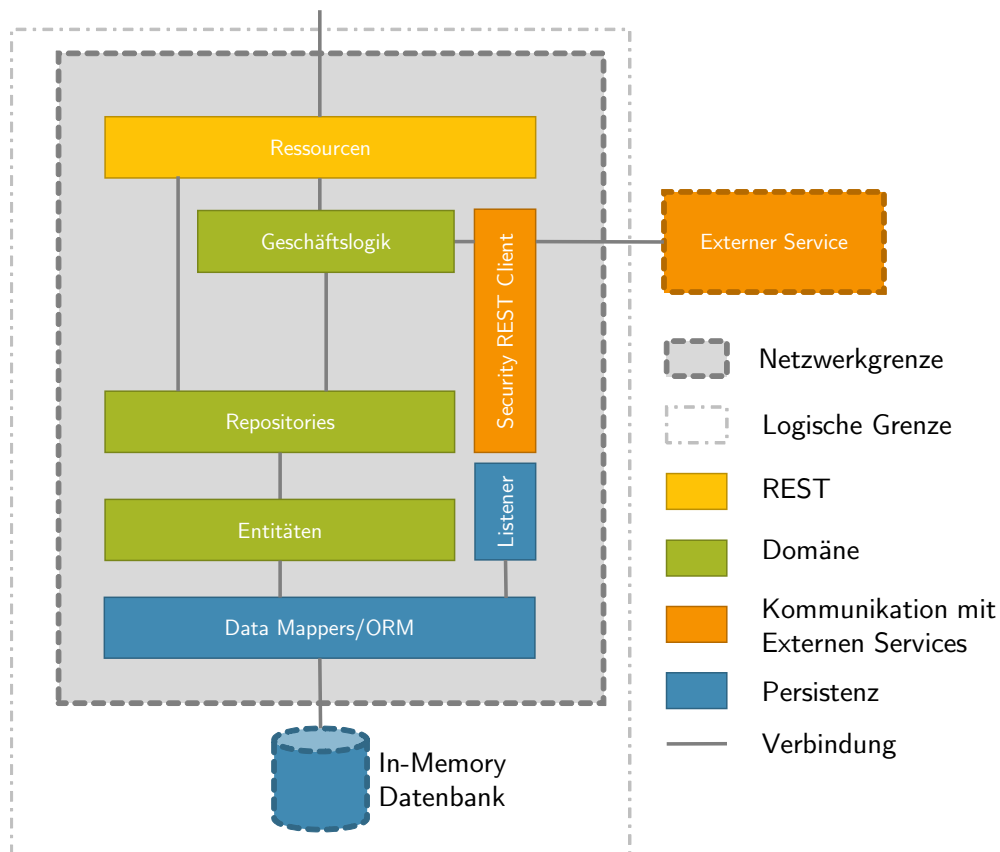 Ressourcen
Geschäftslogik
Security REST Client
Externer Service
Repositories
Listener
Entitäten
Data Mappers/ORM
In-Memory
Datenbank
Netzwerkgrenze
Logische Grenze
REST
Domäne
Kommunikation mit
Externen Services
Persistenz
Verbindung